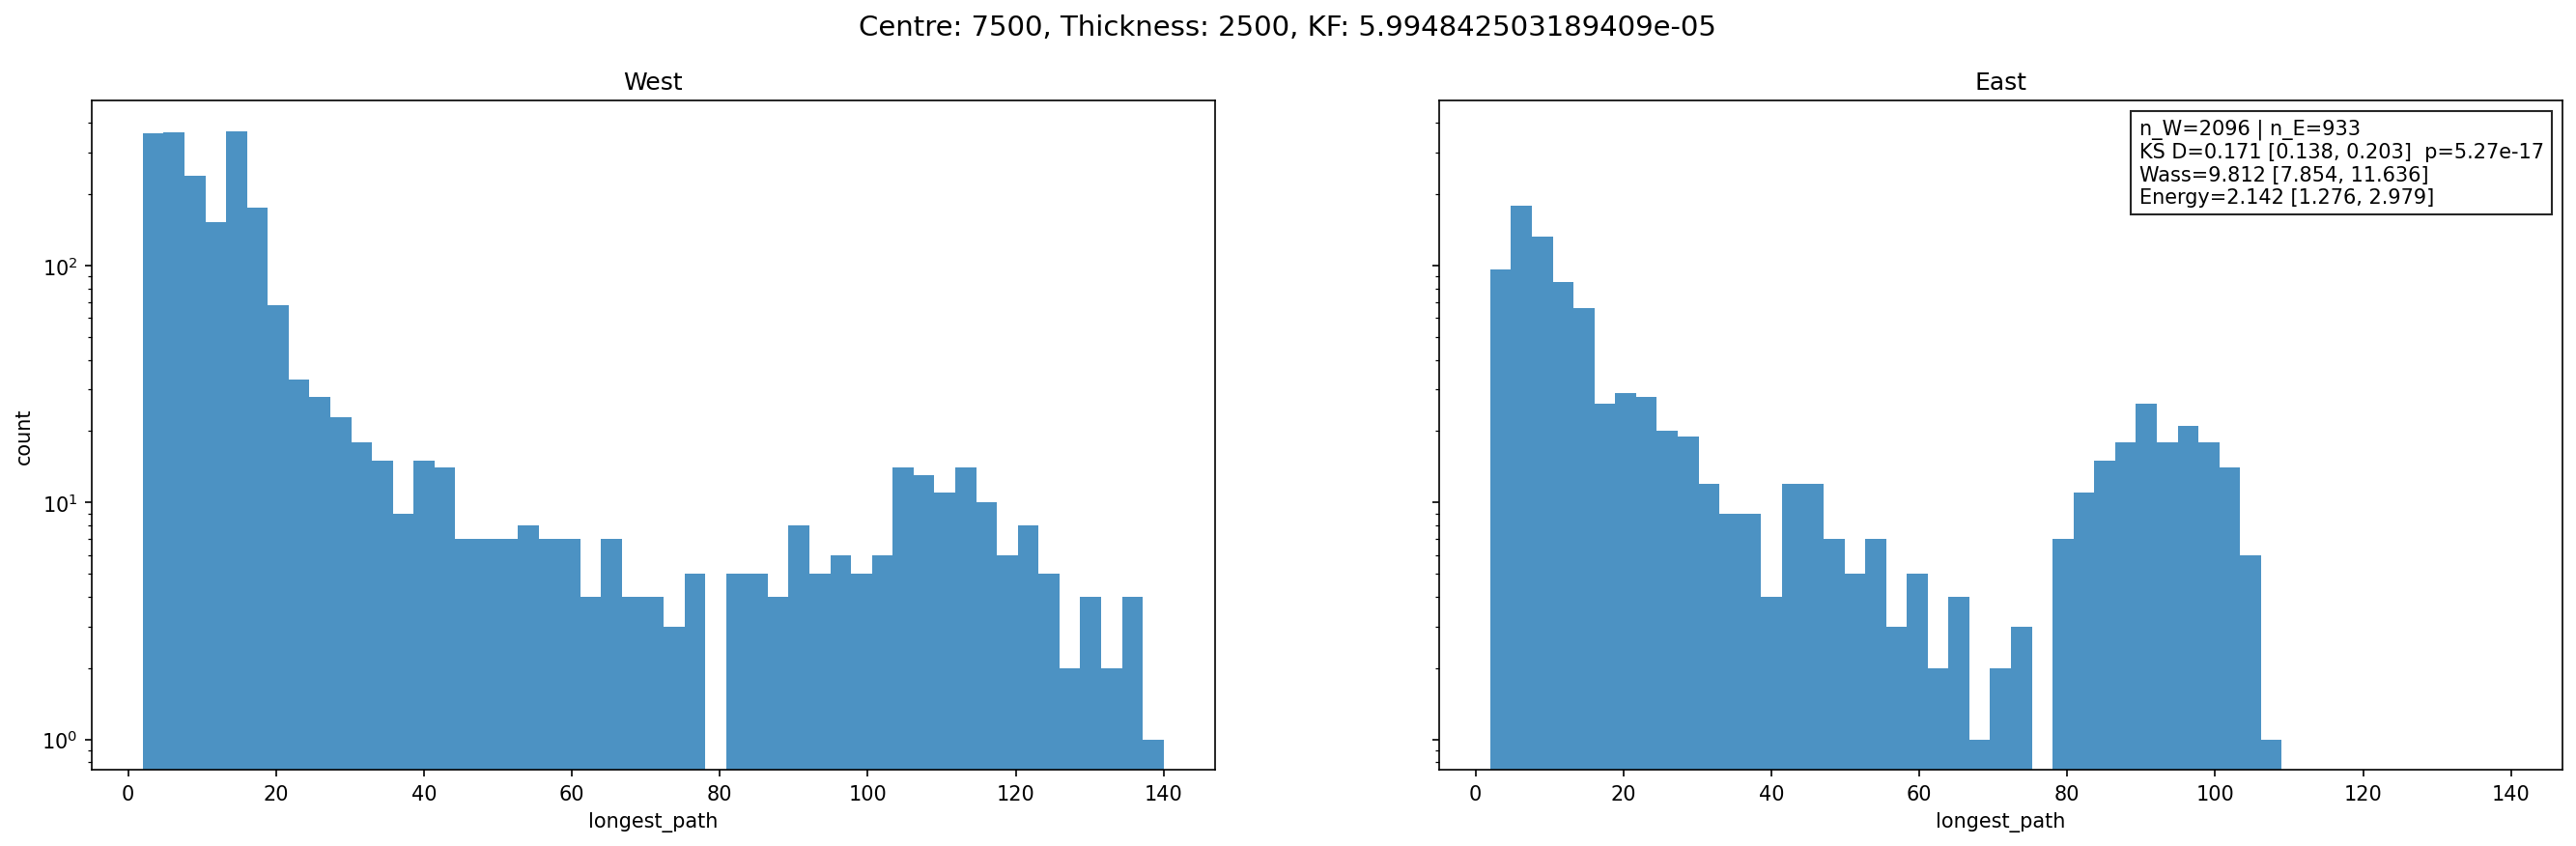 Centre: 7500, Thickness: 2500, KF: 5.994842503189409e-05
West
East
n_W=2096 | n_E=933
KS D=0.171 [0.138, 0.203]  p=5.27e-17
Wass=9.812 [7.854, 11.636]
Energy=2.142 [1.276, 2.979]
count
10²
10¹
10⁰
0 20 40 60 80 100 120 140
longest_path
0 20 40 60 80 100 120 140
longest_path